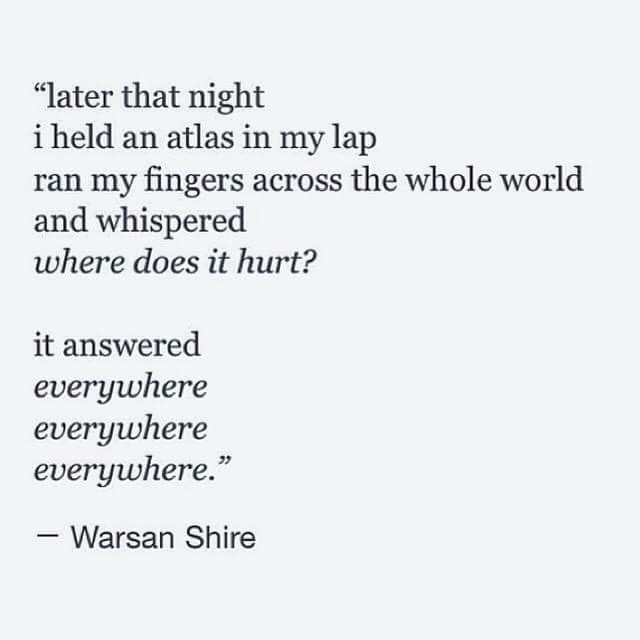 “later that night
i held an atlas in my lap
ran my fingers across the whole world
and whispered
where does it hurt?
it answered
everywhere
everywhere
everywhere.”
— Warsan Shire